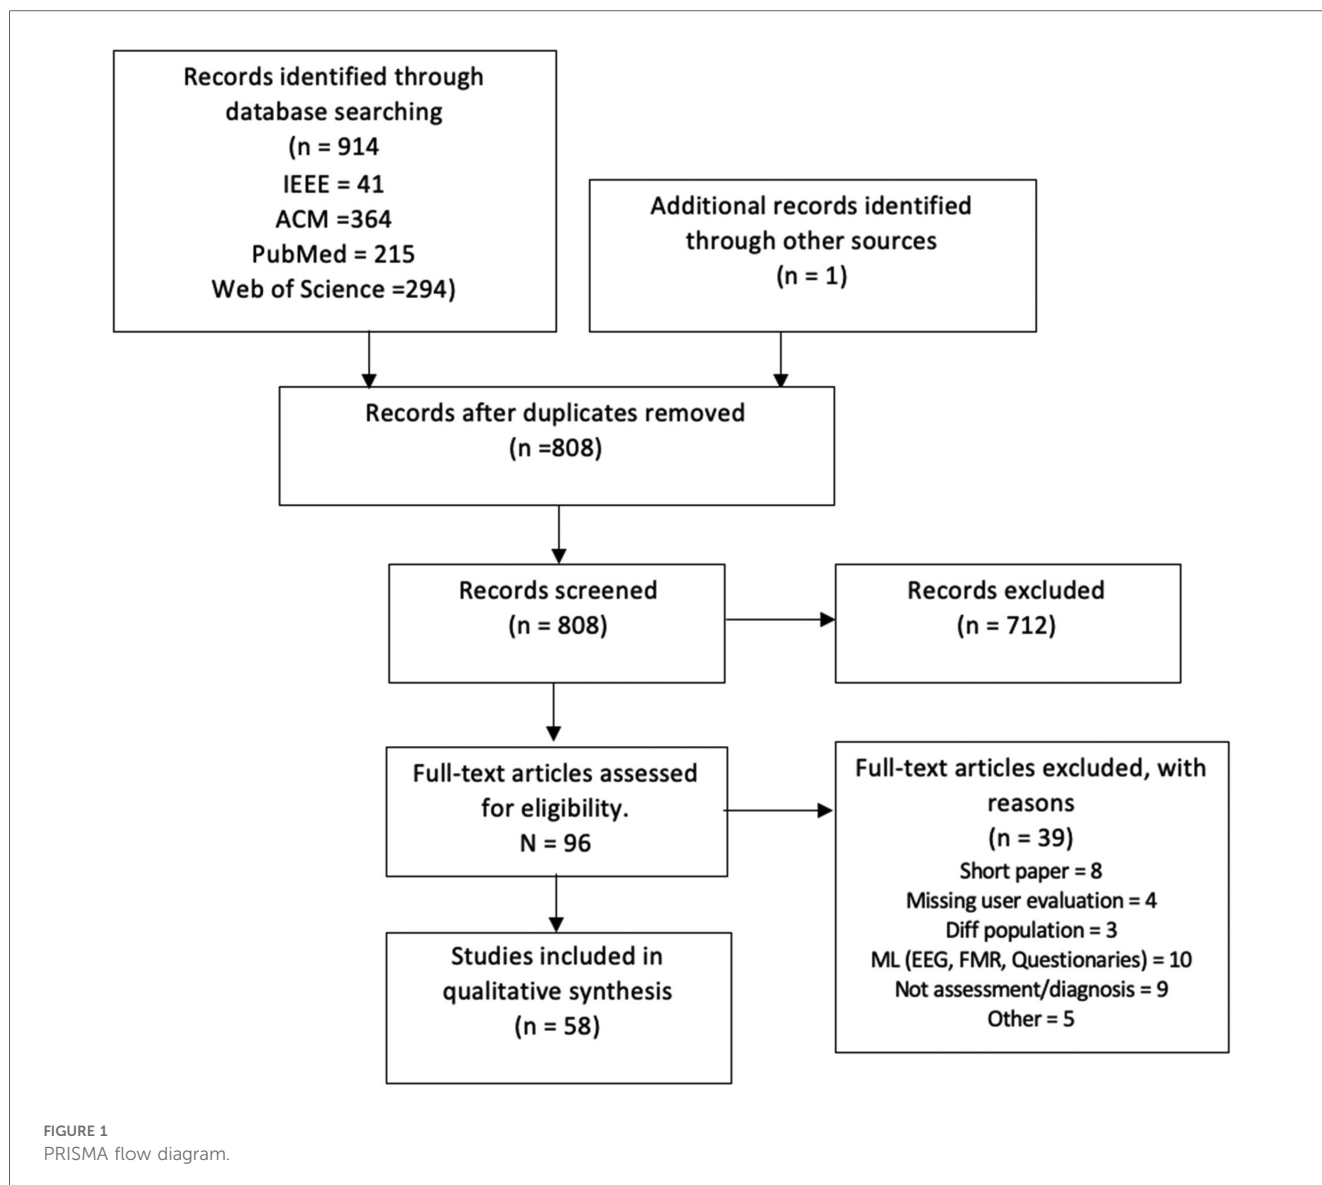 Records identified through
database searching
(n = 914
IEEE = 41
ACM =364
PubMed = 215
Web of Science =294)
Additional records identified
through other sources
(n = 1)
Records after duplicates removed
(n =808)
Records screened
(n = 808)
Records excluded
(n = 712)
Full-text articles assessed
for eligibility.
N = 96
Full-text articles excluded, with
reasons
(n = 39)
Short paper = 8
Missing user evaluation = 4
Diff population = 3
ML (EEG, FMR, Questionaries) = 10
Not assessment/diagnosis = 9
Other = 5
Studies included in
qualitative synthesis
(n = 58)
FIGURE 1
PRISMA flow diagram.